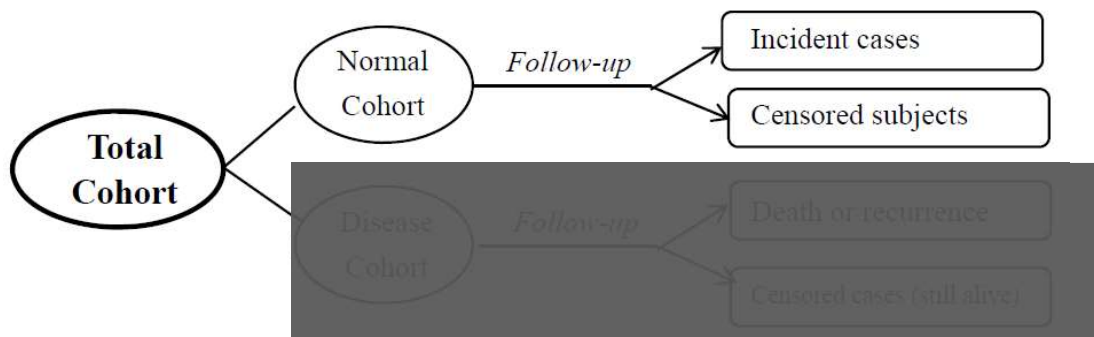 Normal
Cohort
Follow-up
Incident cases
Censored subjects
Total
Cohort
Disease
Cohort
Follow-up
Death or recurrence
Censored cases (still alive)